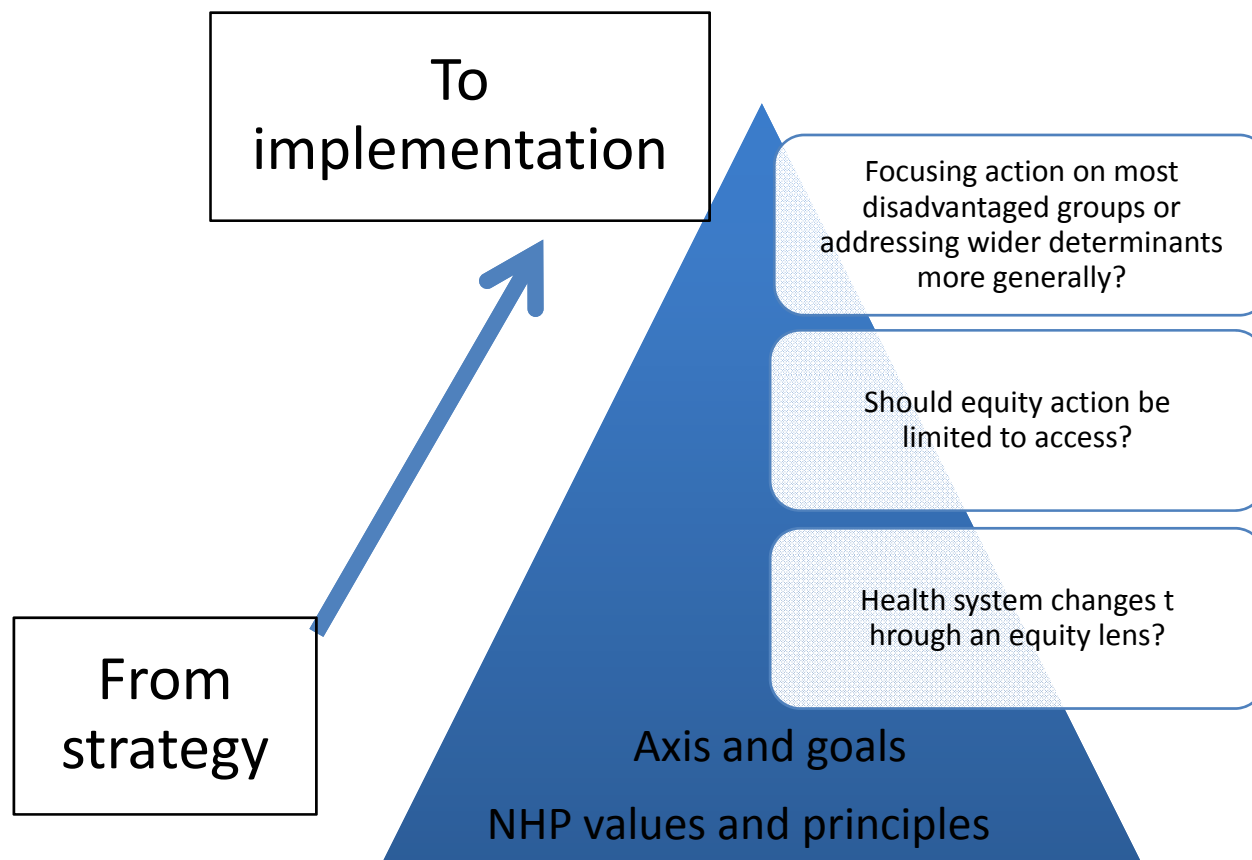 To
implementation
Focusing action on most
disadvantaged groups or
addressing wider determinants
more generally?
Should equity action be
limited to access?
Health system changes t
hrough an equity lens?
From
strategy
Axis and goals
NHP values and principles